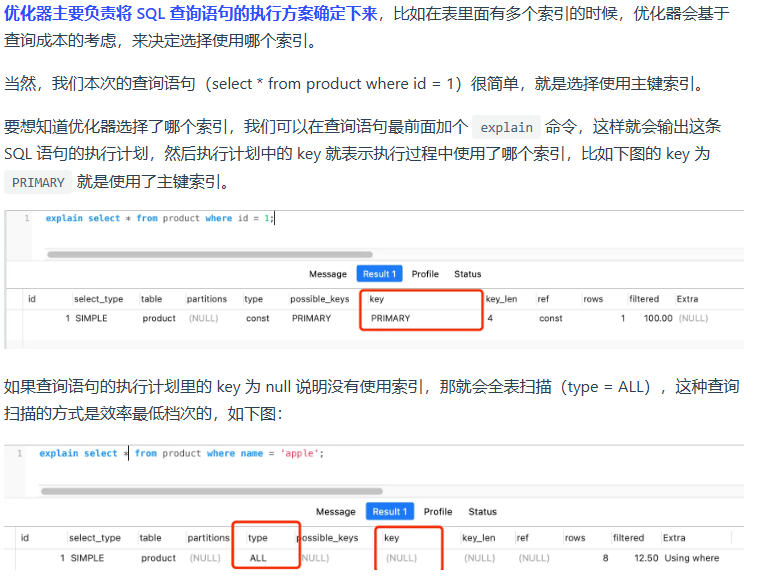 优化器主要负责将 SQL 查询语句的执行方案确定下来，比如在表里面有多个索引的时候，优化器会基于
查询成本的考虑，来决定选择使用哪个索引。
当然，我们本次的查询语句（select * from product where id = 1）很简单，就是选择使用主键索引。
要想知道优化器选择了哪个索引，我们可以在查询语句最前面加个 explain 命令，这样就会输出这条
SQL 语句的执行计划，然后执行计划中的 key 就表示执行过程中使用了哪个索引，比如下图的 key 为
PRIMARY 就是使用了主键索引。
1 explain select * from product where id = 1;
Message Result 1 Profile Status
id select_type table partitions type possible_keys key key_len ref rows filtered Extra
1 SIMPLE product (NULL) const PRIMARY PRIMARY 4 const 1 100.00 (NULL)
如果查询语句的执行计划里的 key 为 null 说明没有使用索引，那就会全表扫描（type = ALL），这种查询
扫描的方式是效率最低档次的，如下图：
1 explain select * from product where name = 'apple';
Message Result 1 Profile Status
id select_type table partitions type possible_keys key key_len ref rows filtered Extra
1 SIMPLE product (NULL) ALL (NULL) (NULL) (NULL) (NULL) 8 12.50 Using where